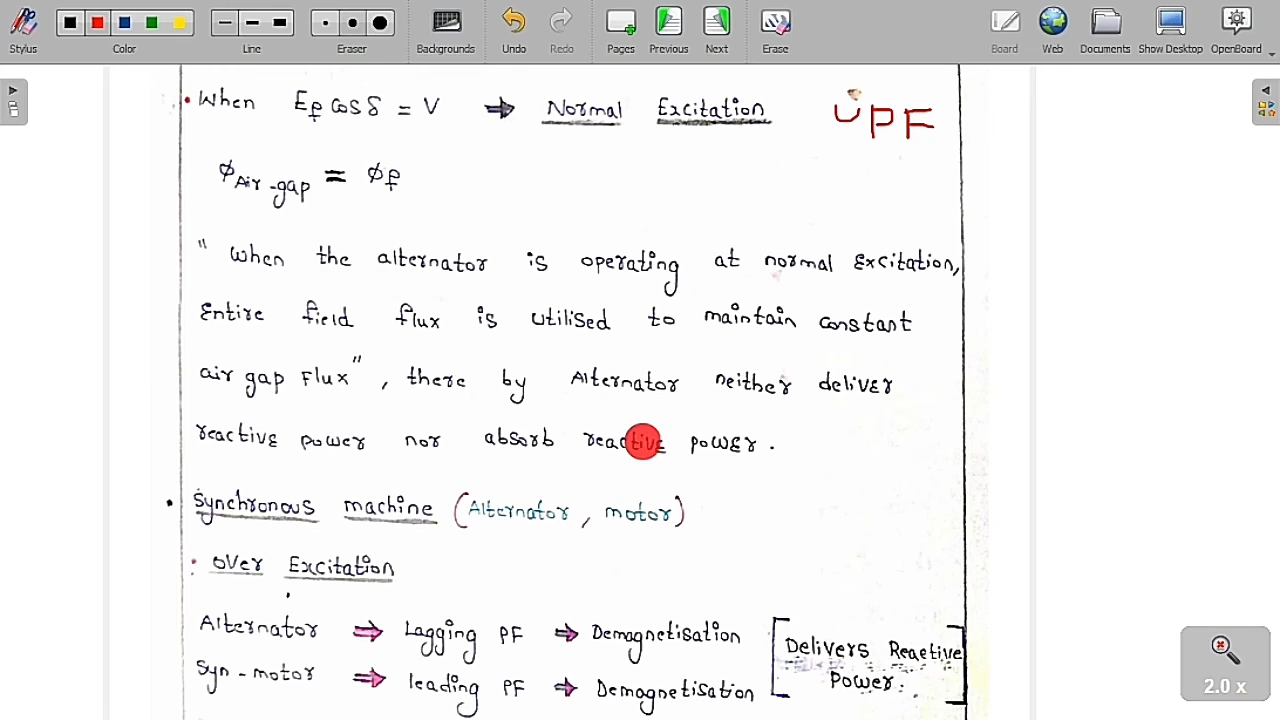 Stylus Color Line Eraser Backgrounds Undo Redo Pages Previous Next Erase Board Web Documents Show Desktop OpenBoard
• When Ef cos δ = V ⇒ Normal Excitation UPF
φAir-gap = φf
" when the alternator is operating at normal Excitation,
Entire field flux is utilised to maintain constant
air gap Flux", there by Alternator neither deliver
reactive power nor absorb reactive power.
• Synchronous machine (Alternator, motor)
• over Excitation
Alternator ⇒ Lagging PF ⇒ Demagnetisation [Delivers Reactive
Syn-motor ⇒ leading PF ⇒ Demagnetisation Power.]
2.0 x